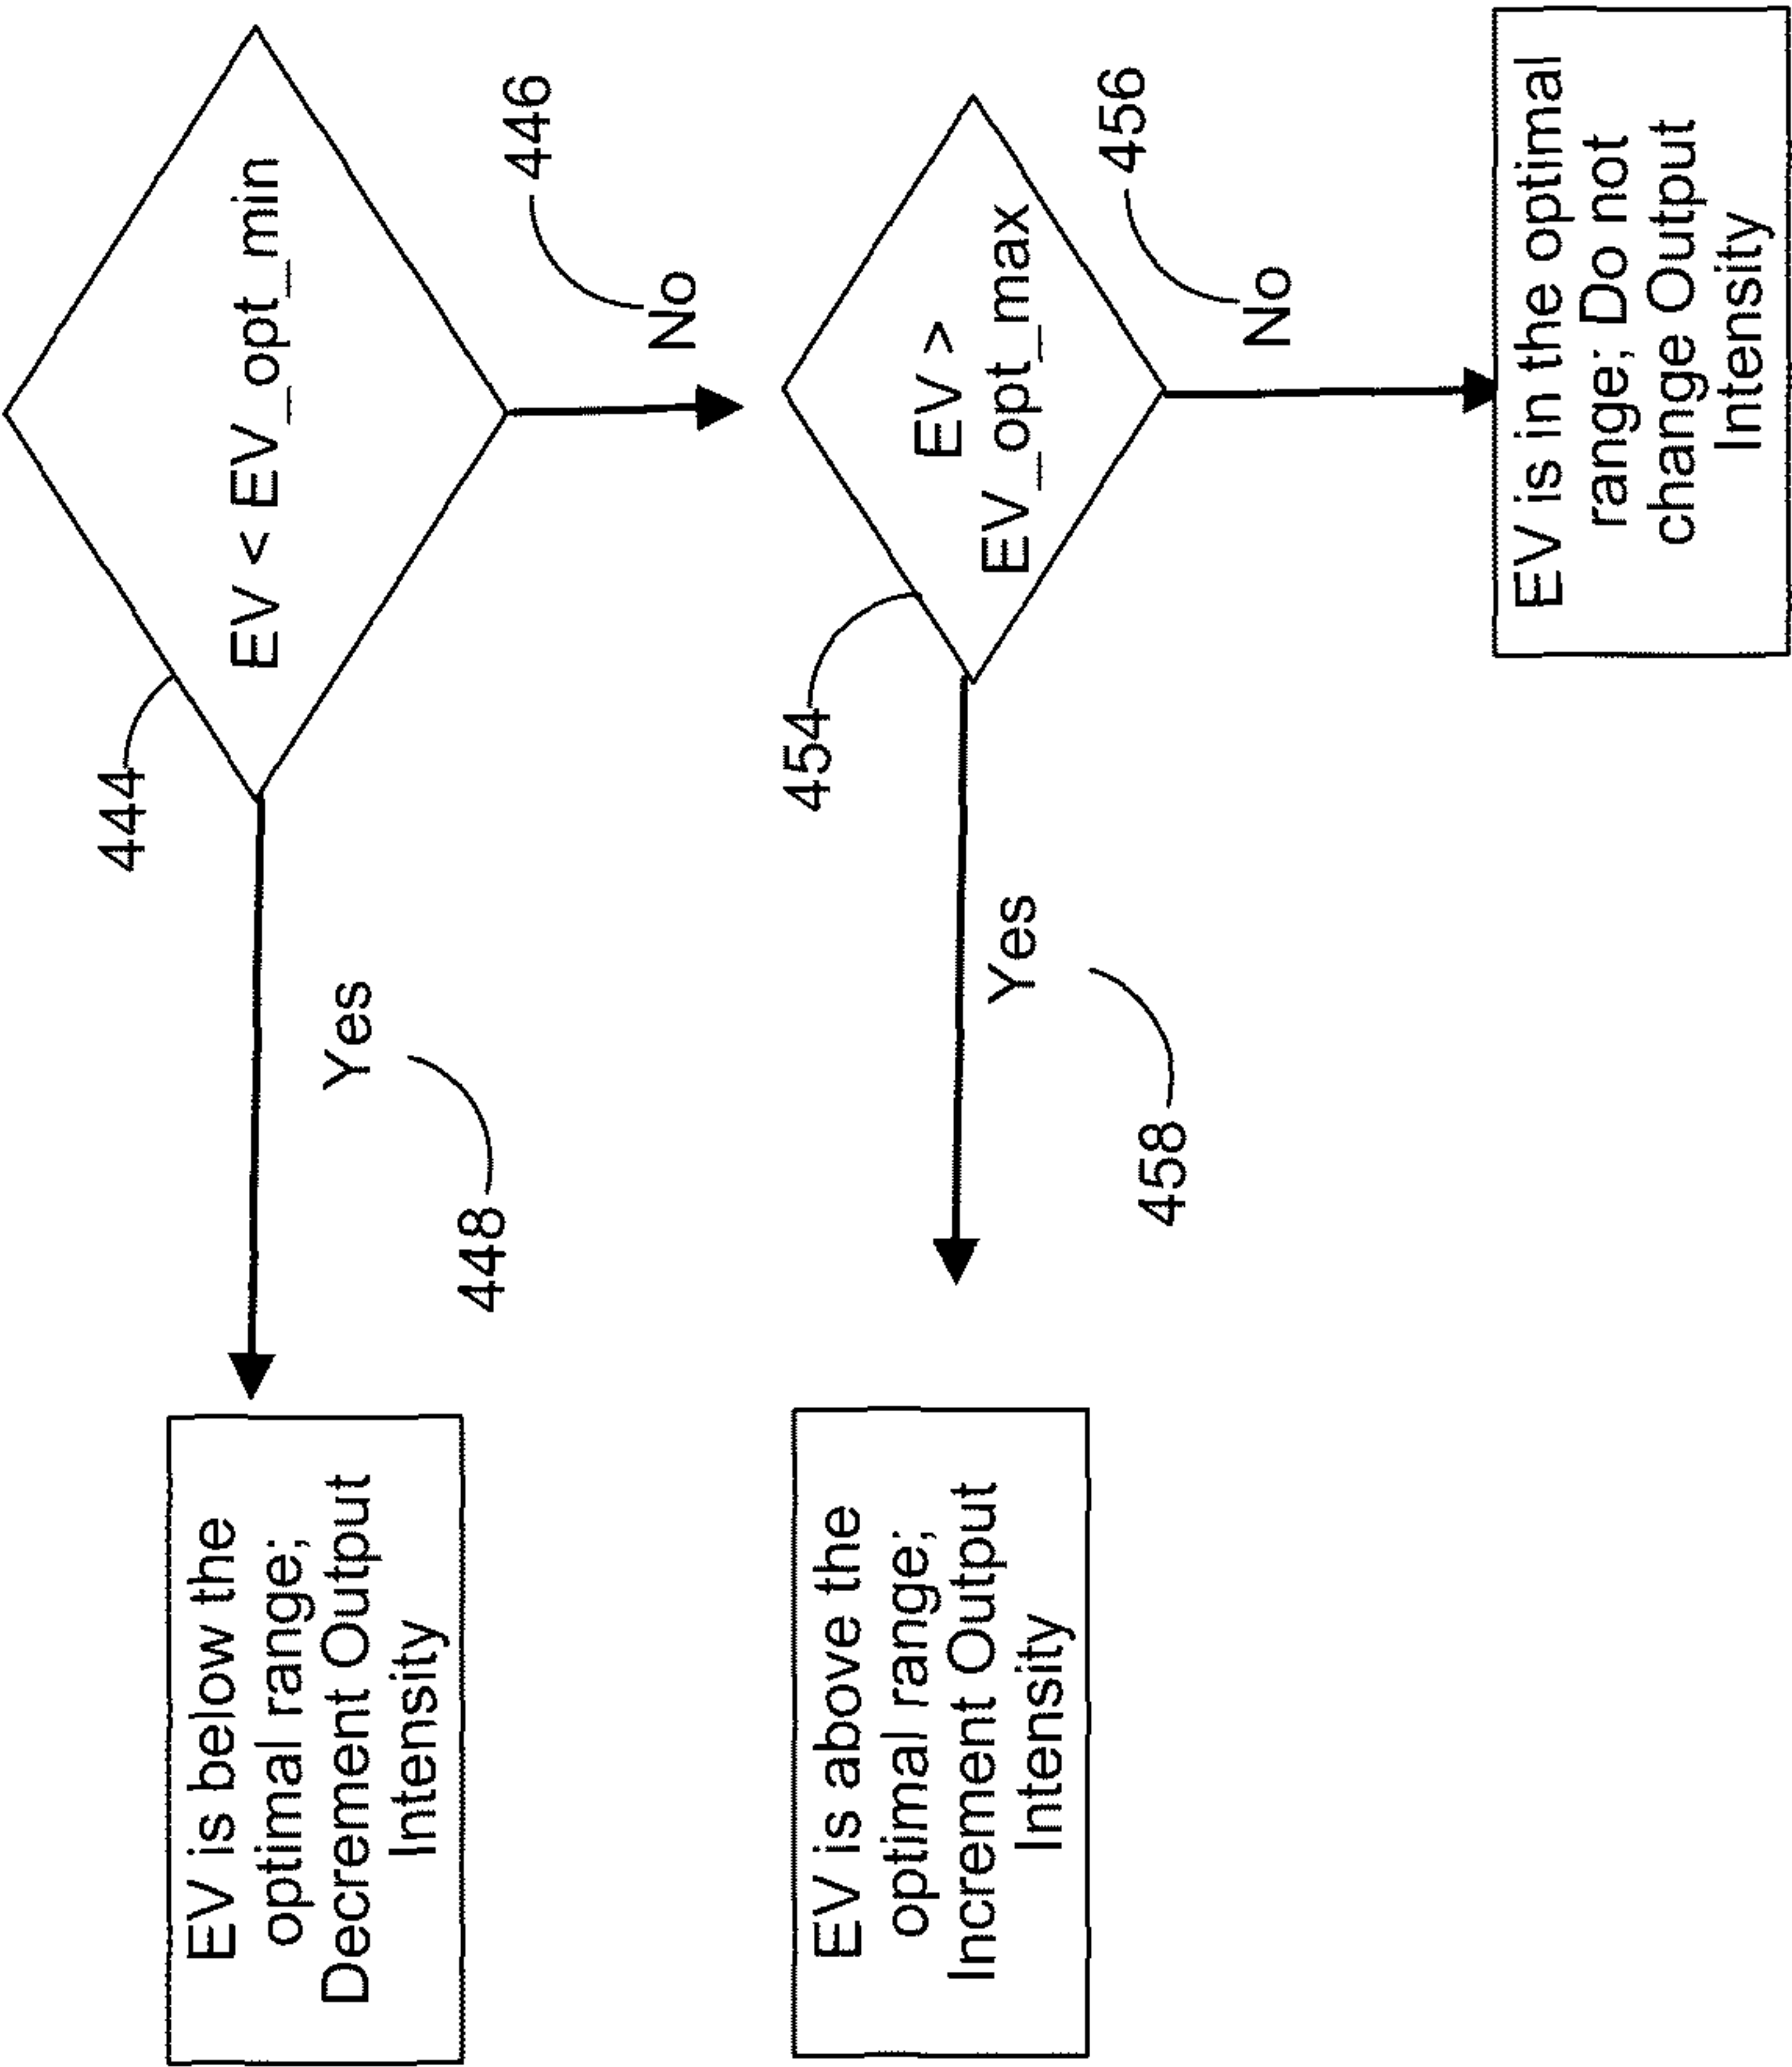 EV is below the
optimal range;
Decrement Output
Intensity
Yes
448
444
EV < EV_opt_min
446
No
EV is above the
optimal range;
Increment Output
Intensity
Yes
458
454
EV >
EV_opt_max
456
No
EV is in the optimal
range; Do not
change Output
Intensity